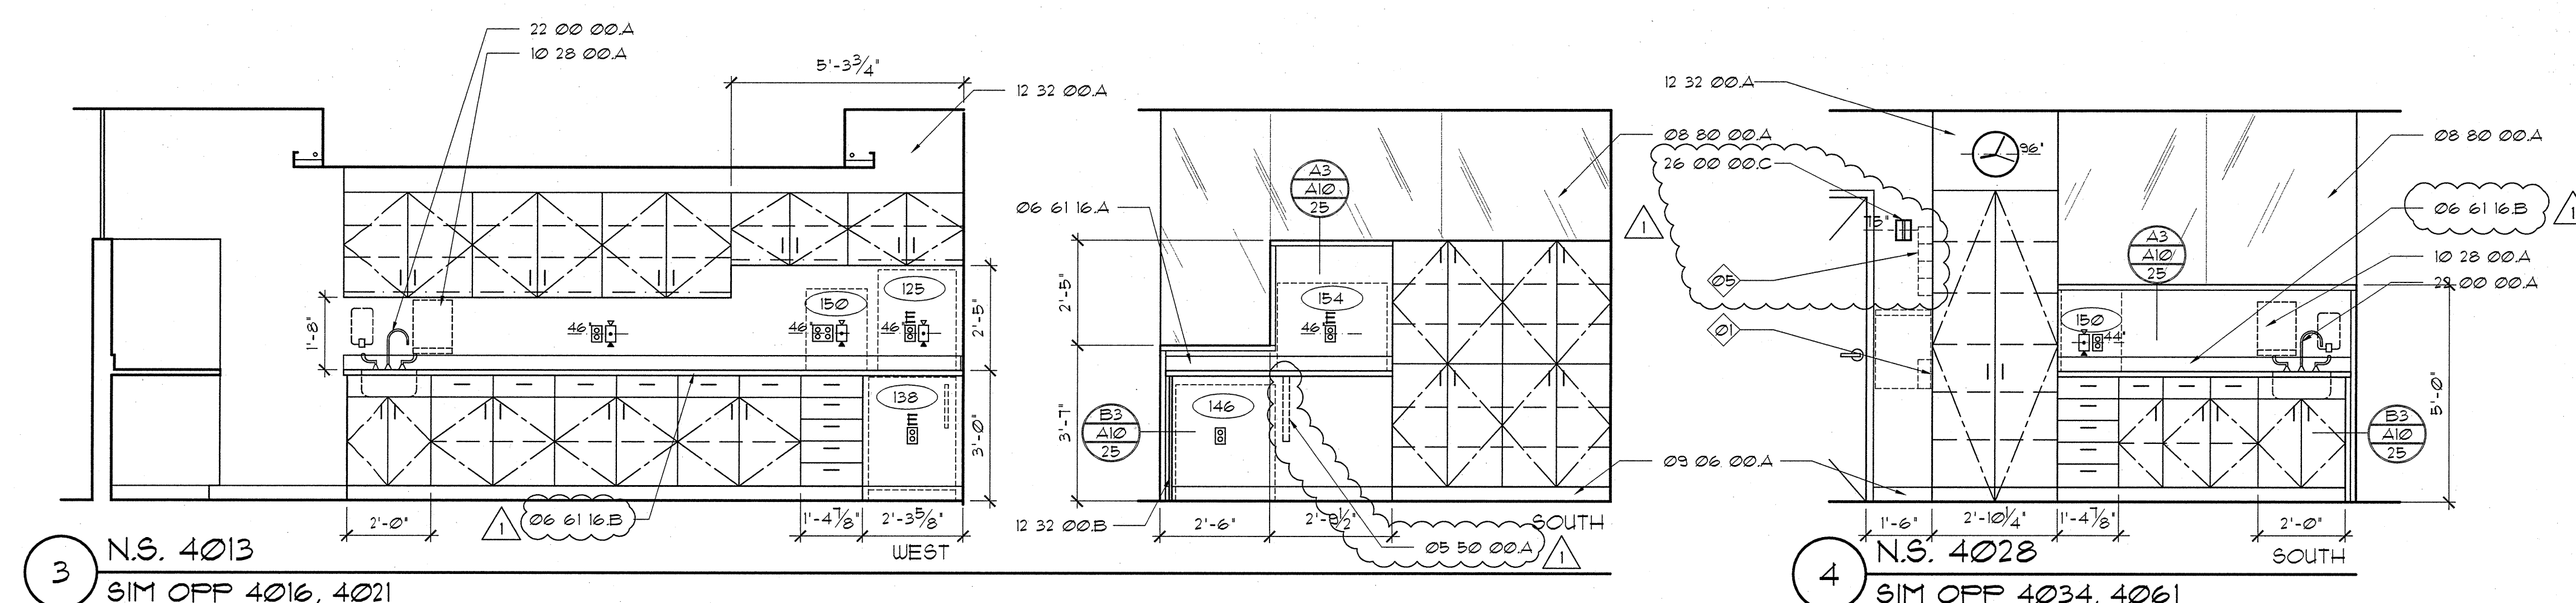 22 00 00.A
10 28 00.A
5'-3 3/4"
12 32 00.A
1'-8"
46"
150
46"
125
46"
2'-5"
138
3'-0"
2'-0"
1
06 61 16.B
1'-4 7/8"
2'-3 5/8"
WEST
3
N.S. 4013
SIM OPP 4016, 4021
08 80 00.A
26 00 00.C
A3
A10
25
06 61 16.A
2'-5"
154
46"
3'-7"
146
B3
A10
25
09 06 00.A
12 32 00.B
2'-6"
SOUTH
05 50 00.A
1
12 32 00.A
96"
08 80 00.A
1
75"
06 61 16.B
1
A3
A10
25
05
10 28 00.A
22 00 00.A
01
150
44"
5'-0"
B3
A10
25
1'-6"
2'-10 1/4"
1'-4 7/8"
2'-0"
SOUTH
4
N.S. 4028
SIM OPP 4034, 4061